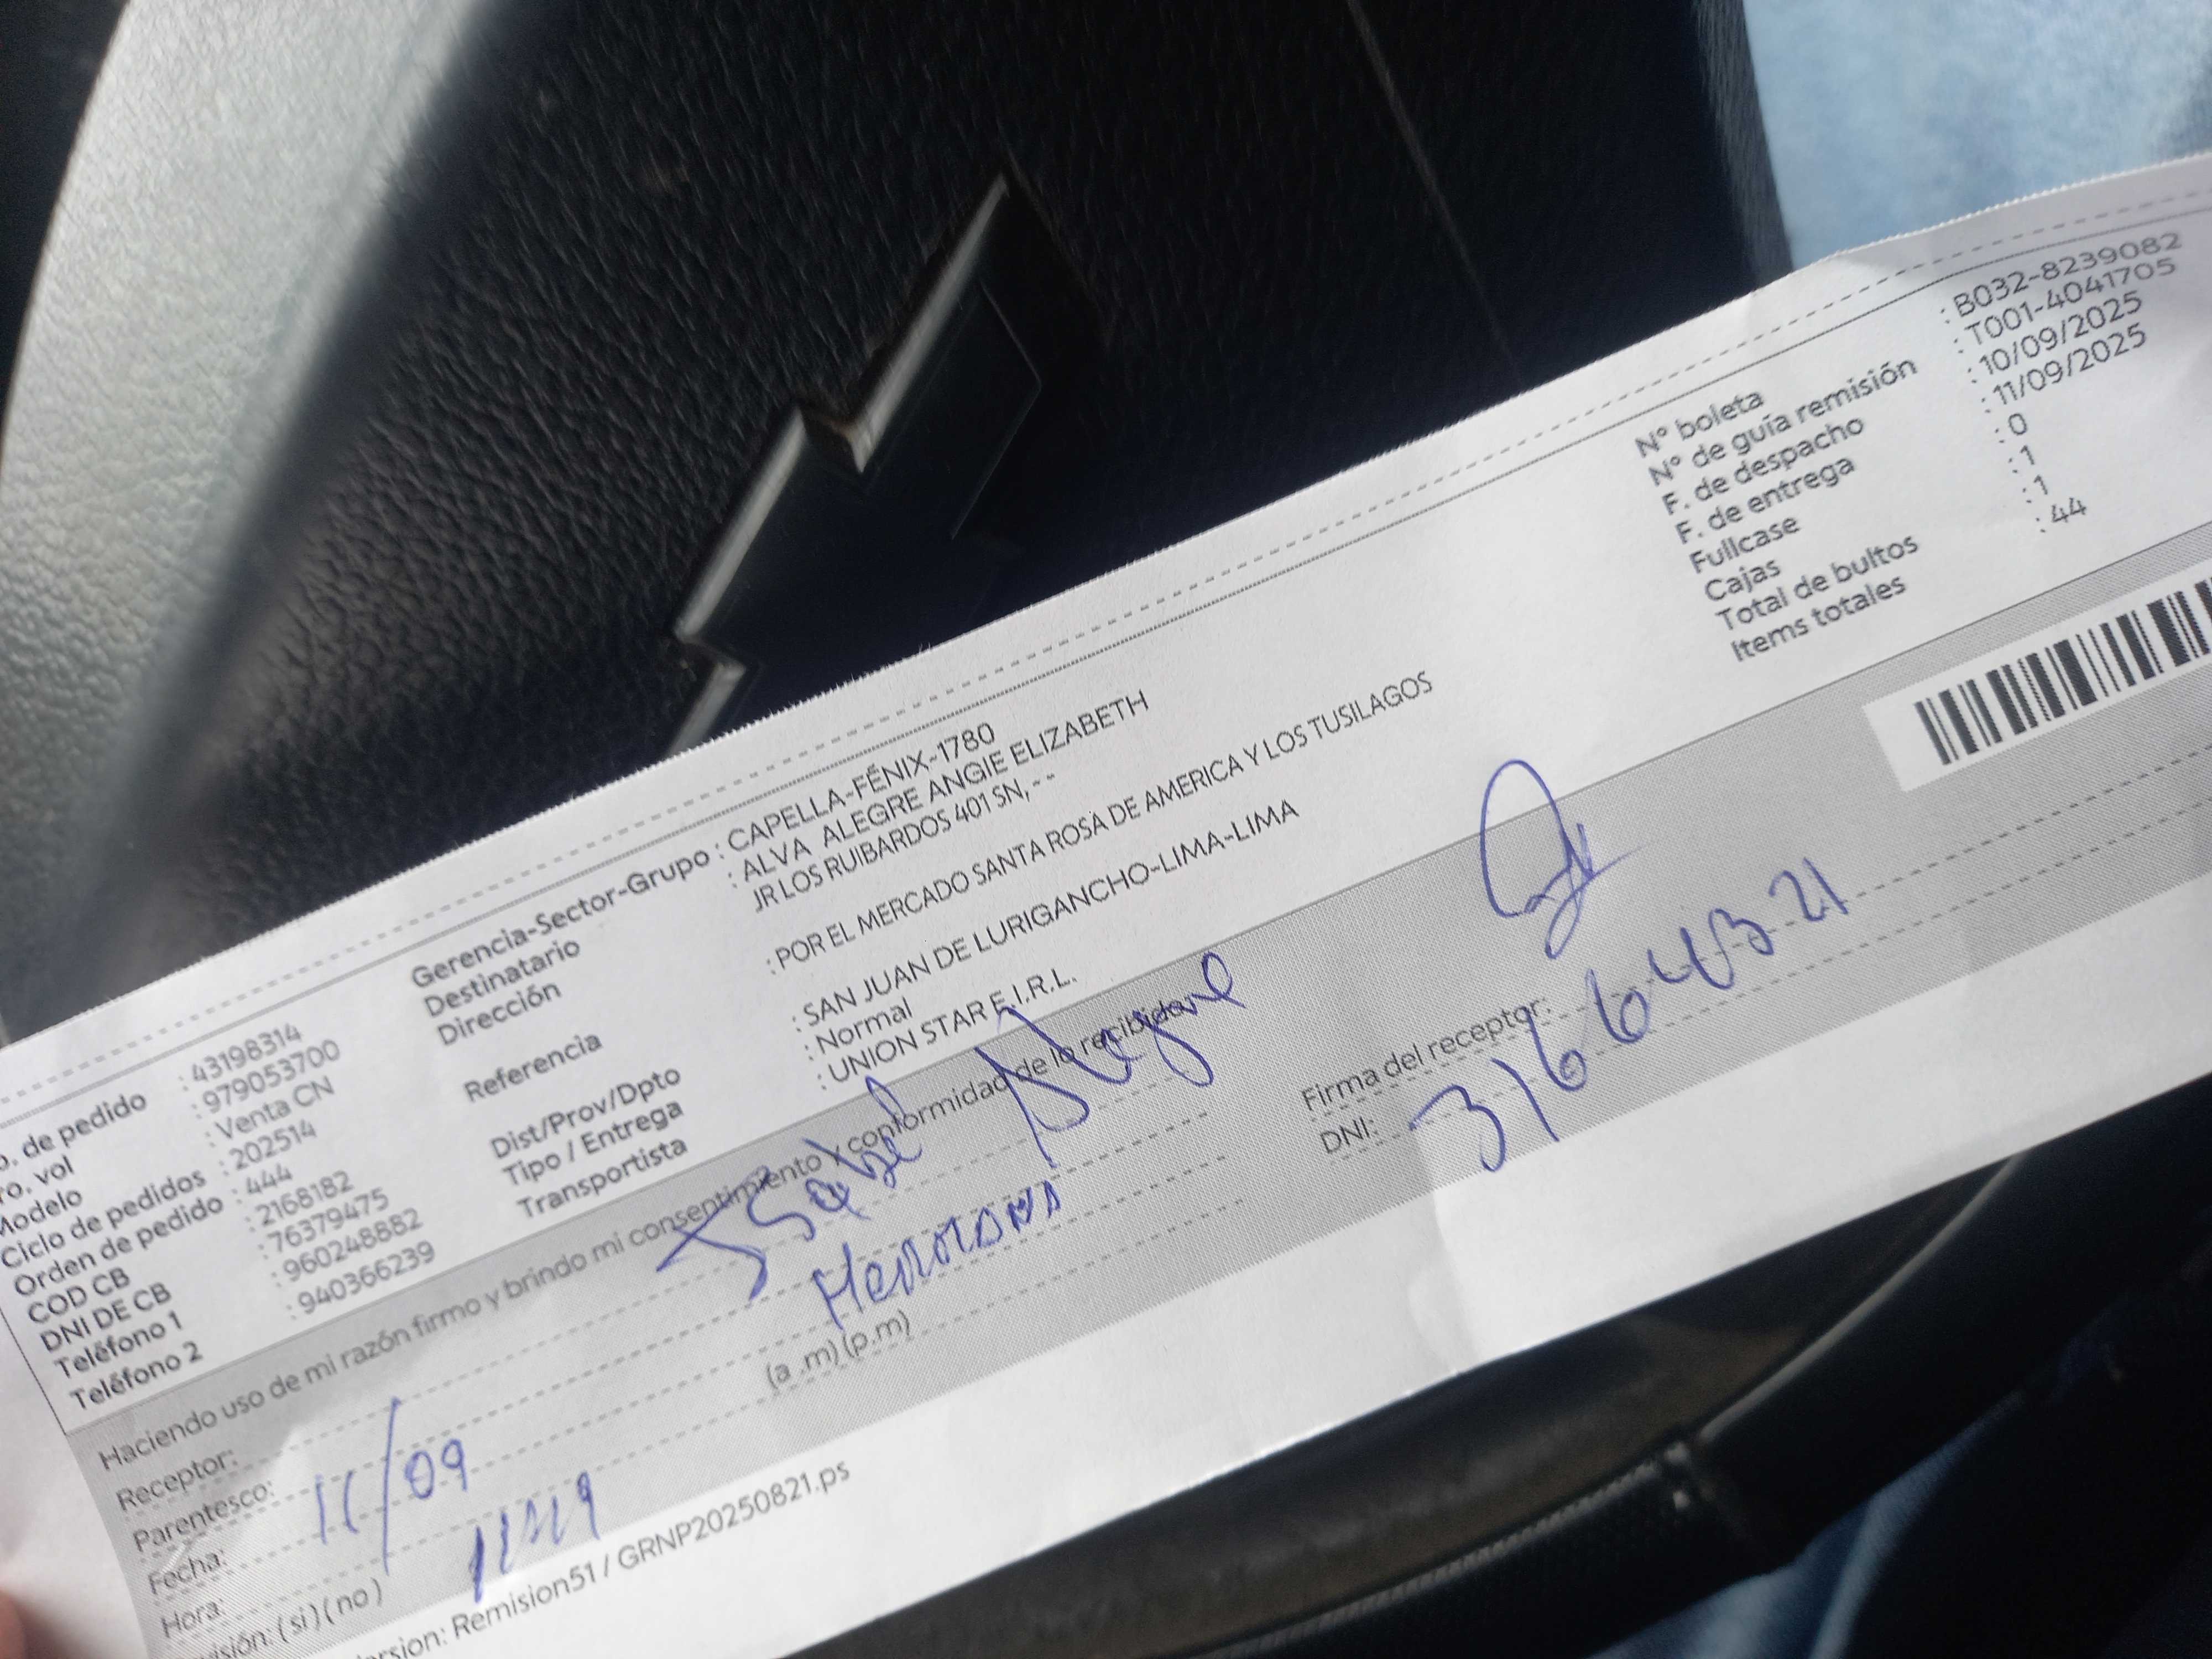 N° boleta : B032-8239082
N° de guía remisión : T001-4041705
F. de despacho : 10/09/2025
F. de entrega : 11/09/2025
Fullcase : 0
Cajas : 1
Total de bultos : 1
Items totales : 44
Gerencia-Sector-Grupo : CAPELLA-FÉNIX-1780
Destinatario : ALVA ALEGRE ANGIE ELIZABETH
Dirección JR LOS RUIBARDOS 401 SN, - -
Referencia : POR EL MERCADO SANTA ROSA DE AMERICA Y LOS TUSILAGOS
Dist/Prov/Dpto : SAN JUAN DE LURIGANCHO-LIMA-LIMA
Tipo / Entrega : Normal
Transportista : UNION STAR E.I.R.L.
o. de pedido : 43198314
ro. vol : 979053700
Modelo : Venta CN
Ciclo de pedidos : 202514
Orden de pedido : 444
COD CB : 2168182
DNI DE CB : 76379475
Teléfono 1 : 960248882
Teléfono 2 : 940366239
Haciendo uso de mi razón firmo y brindo mi consentimiento y conformidad de lo recibido
Receptor: Isabel Alegre
Parentesco: Hermana
Fecha: 11/09
Hora: (a .m) (p.m)
visión: ( si ) ( no )
Firma del receptor:
DNI: 31664321
ersion: Remision51 / GRNP20250821.ps